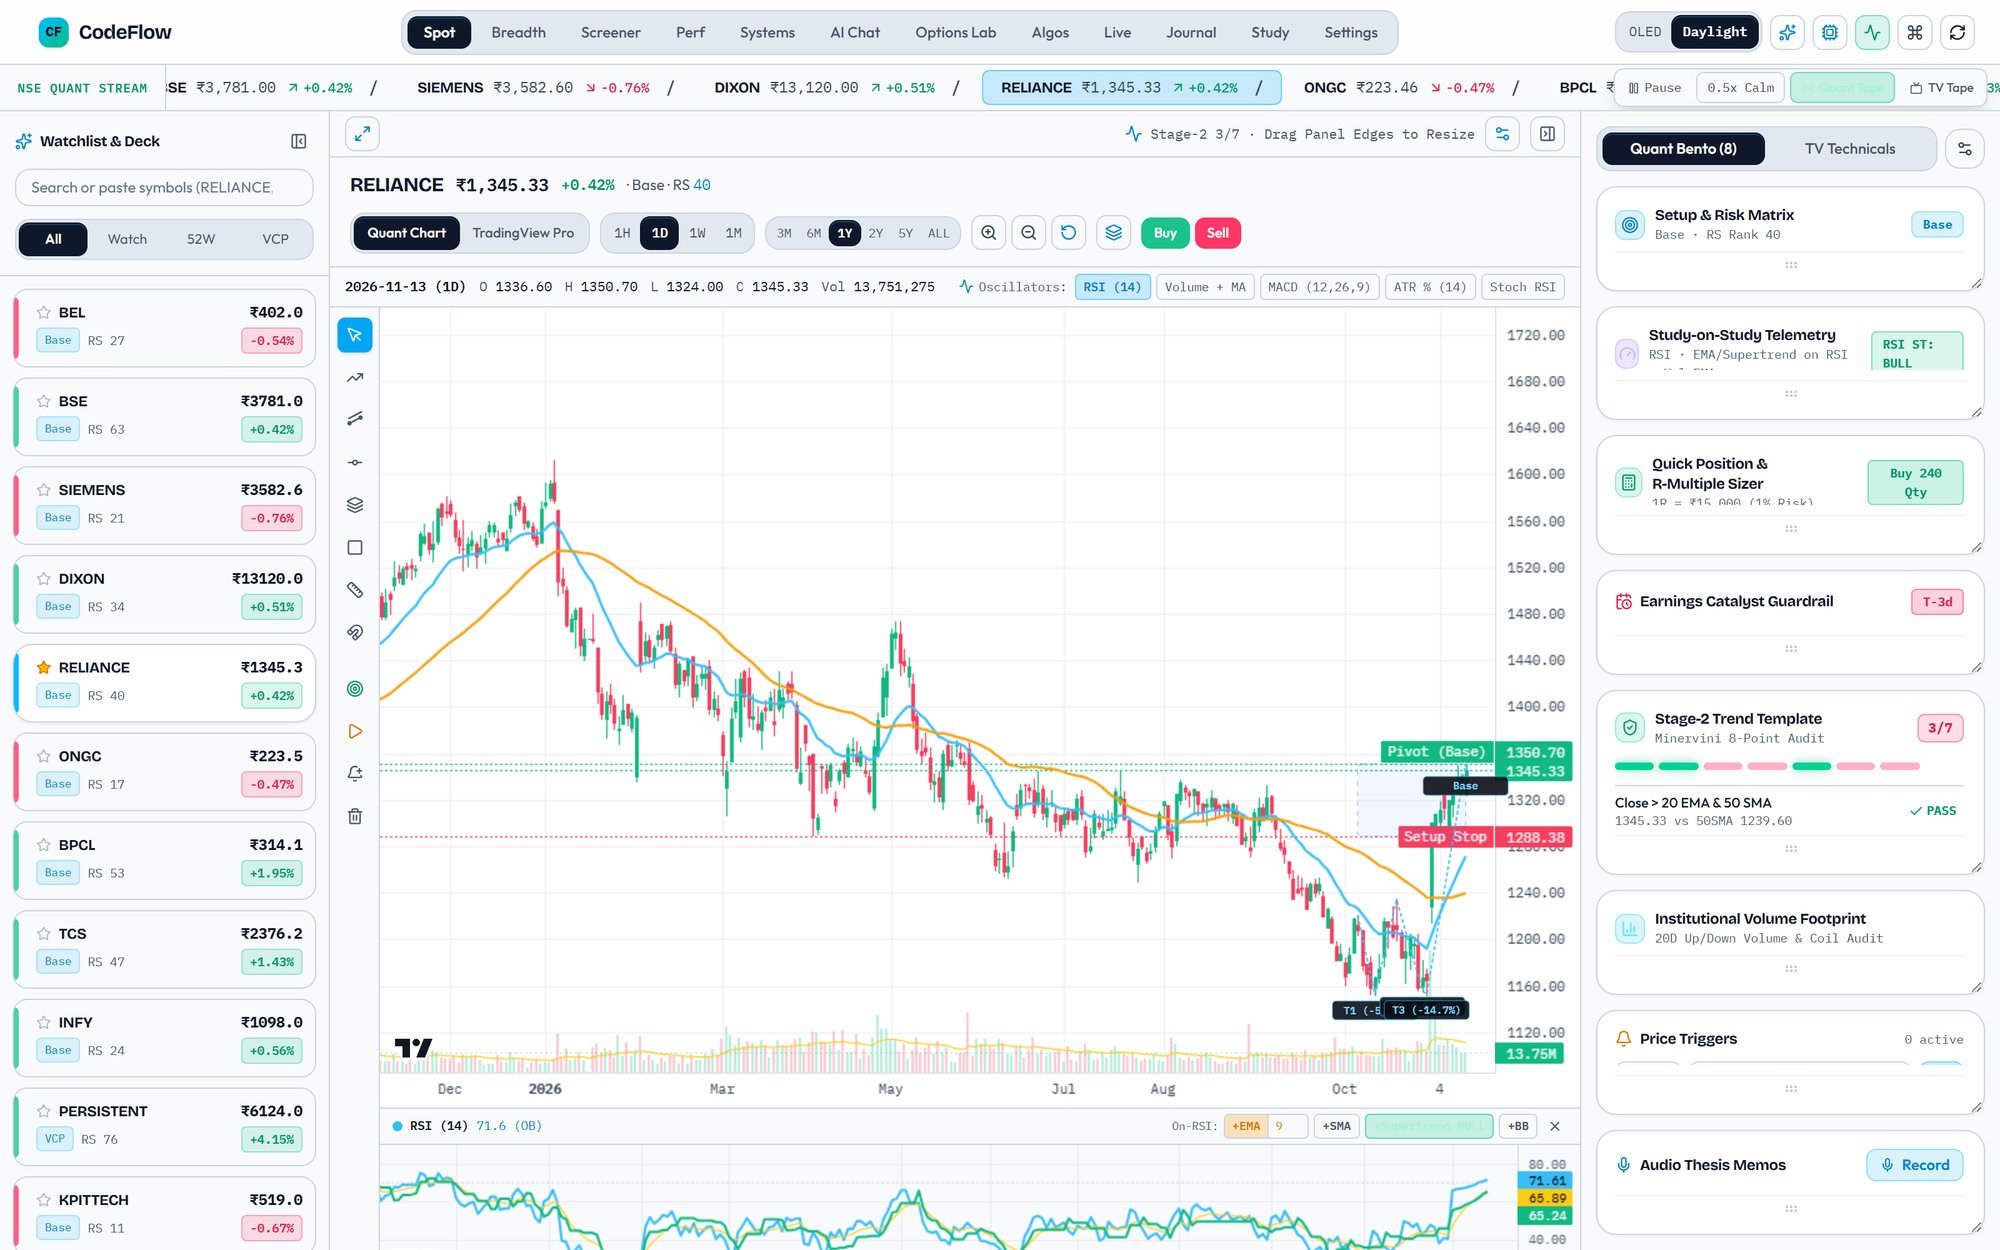 CF CodeFlow
Spot Breadth Screener Perf Systems AI Chat Options Lab Algos Live Journal Study Settings
OLED Daylight
NSE QUANT STREAM
SE ₹3,781.00 +0.42% / SIEMENS ₹3,582.60 -0.76% / DIXON ₹13,120.00 +0.51% / RELIANCE ₹1,345.33 +0.42% / ONGC ₹223.46 -0.47% / BPCL ₹
Pause 0.5x Calm Quant Tape TV Tape 3%
Watchlist & Deck
Search or paste symbols (RELIANCE,
All Watch 52W VCP
BEL ₹402.0
Base RS 27 -0.54%
BSE ₹3781.0
Base RS 63 +0.42%
SIEMENS ₹3582.6
Base RS 21 -0.76%
DIXON ₹13120.0
Base RS 34 +0.51%
RELIANCE ₹1345.3
Base RS 40 +0.42%
ONGC ₹223.5
Base RS 17 -0.47%
BPCL ₹314.1
Base RS 53 +1.95%
TCS ₹2376.2
Base RS 47 +1.43%
INFY ₹1098.0
Base RS 24 +0.56%
PERSISTENT ₹6124.0
VCP RS 76 +4.15%
KPITTECH ₹519.0
Base RS 11 -0.67%
Stage-2 3/7 · Drag Panel Edges to Resize
RELIANCE ₹1,345.33 +0.42% · Base · RS 40
Quant Chart TradingView Pro 1H 1D 1W 1M 3M 6M 1Y 2Y 5Y ALL Buy Sell
2026-11-13 (1D) O 1336.60 H 1350.70 L 1324.00 C 1345.33 Vol 13,751,275
Oscillators: RSI (14) Volume + MA MACD (12,26,9) ATR % (14) Stoch RSI
1720.00
1680.00
1640.00
1600.00
1560.00
1520.00
1480.00
1440.00
1400.00
Pivot (Base) 1350.70
1345.33
Base
1320.00
Setup Stop 1288.38
1280.00
1240.00
1200.00
1160.00
T1 (-5 T3 (-14.7%)
1120.00
13.75M
Dec 2026 Mar May Jul Aug Oct 4
RSI (14) 71.6 (OB)
On-RSI: +EMA 9 +SMA +Supertrend BULL +BB
80.00
71.61
65.89
65.24
40.00
Quant Bento (8) TV Technicals
Setup & Risk Matrix
Base · RS Rank 40
Base
Study-on-Study Telemetry
RSI · EMA/Supertrend on RSI
RSI ST:
BULL
Quick Position &
R-Multiple Sizer
1R = ₹15,000 (1% Risk)
Buy 240
Qty
Earnings Catalyst Guardrail
T-3d
Stage-2 Trend Template
Minervini 8-Point Audit
3/7
Close > 20 EMA & 50 SMA
1345.33 vs 50SMA 1239.60
PASS
Institutional Volume Footprint
20D Up/Down Volume & Coil Audit
Price Triggers
0 active
Audio Thesis Memos
Record